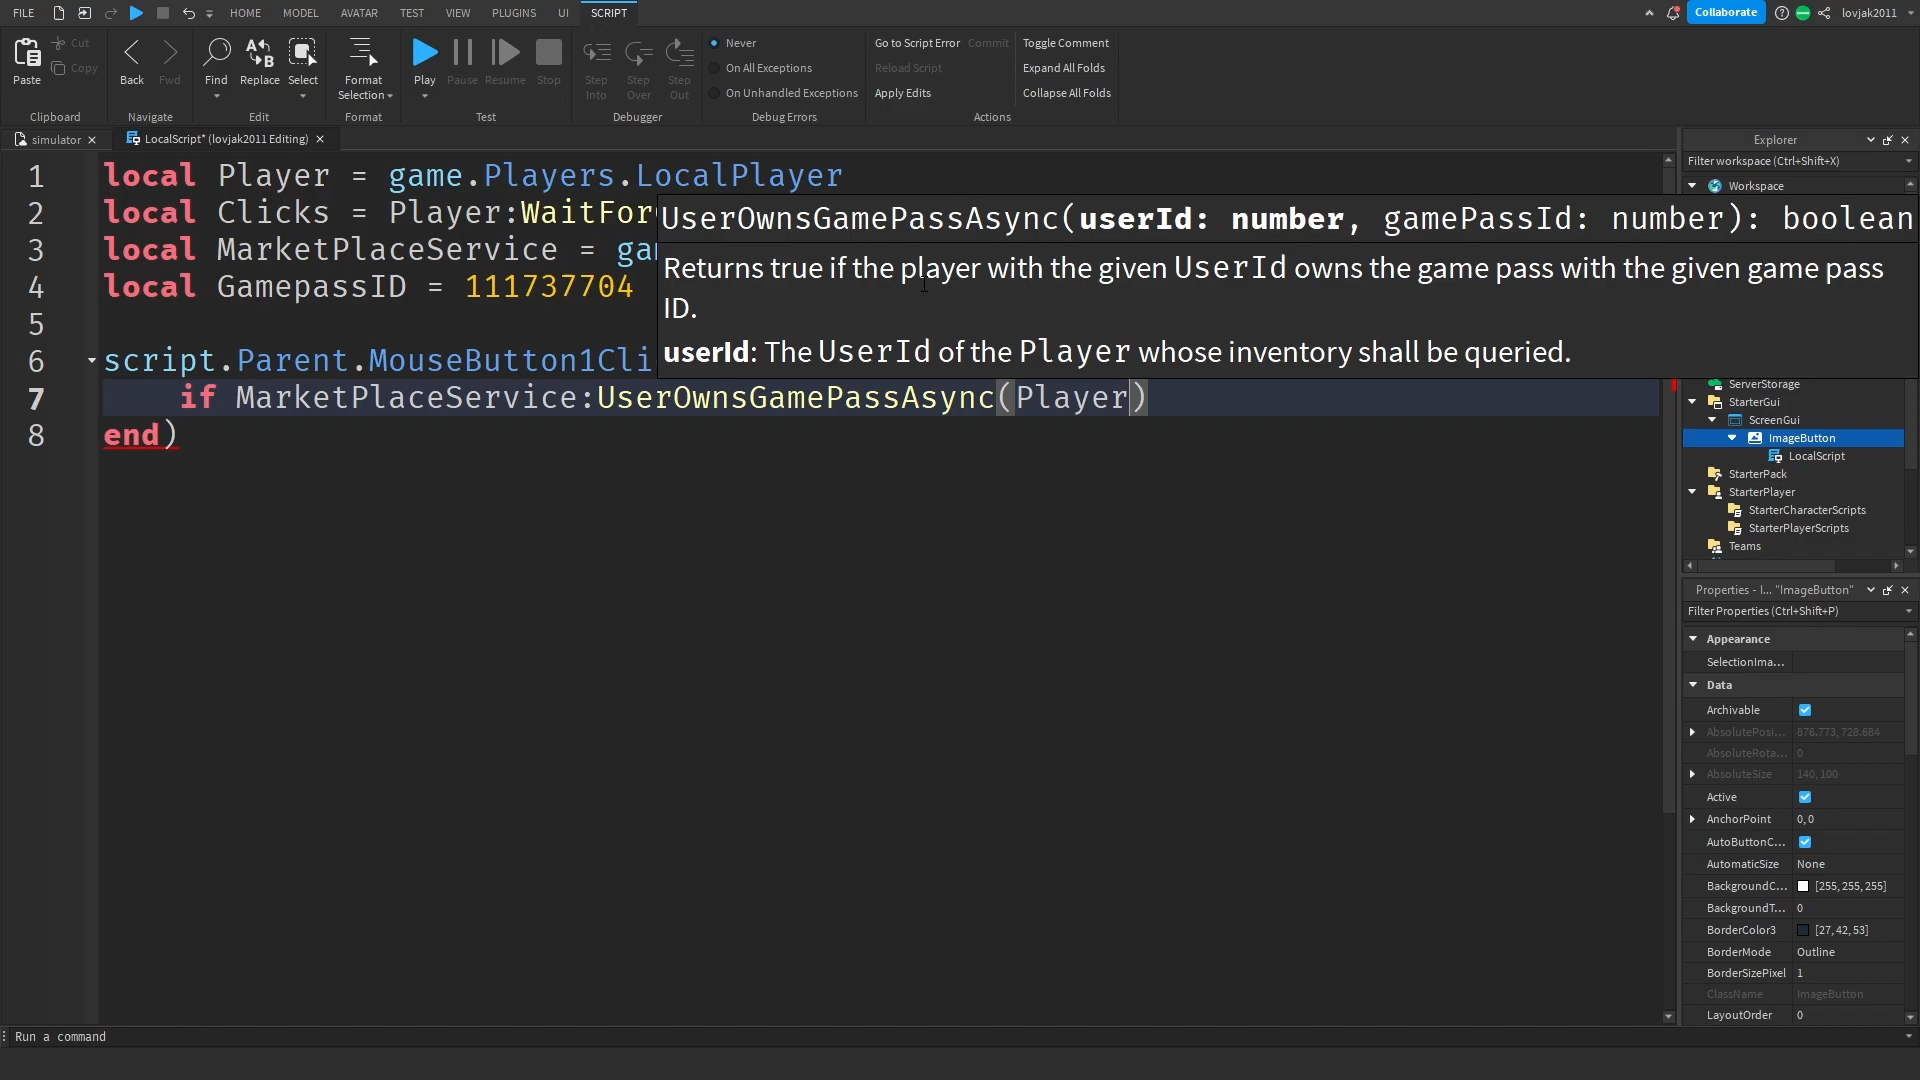 FILE HOME MODEL AVATAR TEST VIEW PLUGINS UI SCRIPT Collaborate lovjak2011
Paste Cut Copy
Clipboard
Back Fwd
Navigate
Find Replace Select
Edit
Format Selection
Format
Play Pause Resume Stop
Test
Step Into Step Over Step Out
Debugger
Never
On All Exceptions
On Unhandled Exceptions
Debug Errors
Go to Script Error Commit
Reload Script
Apply Edits
Toggle Comment
Expand All Folds
Collapse All Folds
Actions
simulator LocalScript* (lovjak2011 Editing)
1 local Player = game.Players.LocalPlayer
2 local Clicks = Player:WaitFor
3 local MarketPlaceService = ga
4 local GamepassID = 111737704
5
6 script.Parent.MouseButton1Cli
7 if MarketPlaceService:UserOwnsGamePassAsync(Player)
8 end)
UserOwnsGamePassAsync(userId: number, gamePassId: number): boolean
Returns true if the player with the given UserId owns the game pass with the given game pass
ID.
userId: The UserId of the Player whose inventory shall be queried.
Explorer
Filter workspace (Ctrl+Shift+X)
Workspace
ServerStorage
StarterGui
ScreenGui
ImageButton
LocalScript
StarterPack
StarterPlayer
StarterCharacterScripts
StarterPlayerScripts
Teams
Properties - I... "ImageButton"
Filter Properties (Ctrl+Shift+P)
Appearance
SelectionIma...
Data
Archivable
AbsolutePosi... 876.773, 728.684
AbsoluteRota... 0
AbsoluteSize 140, 100
Active
AnchorPoint 0, 0
AutoButtonC...
AutomaticSize None
BackgroundC... [255, 255, 255]
BackgroundT... 0
BorderColor3 [27, 42, 53]
BorderMode Outline
BorderSizePixel 1
ClassName ImageButton
LayoutOrder 0
Run a command